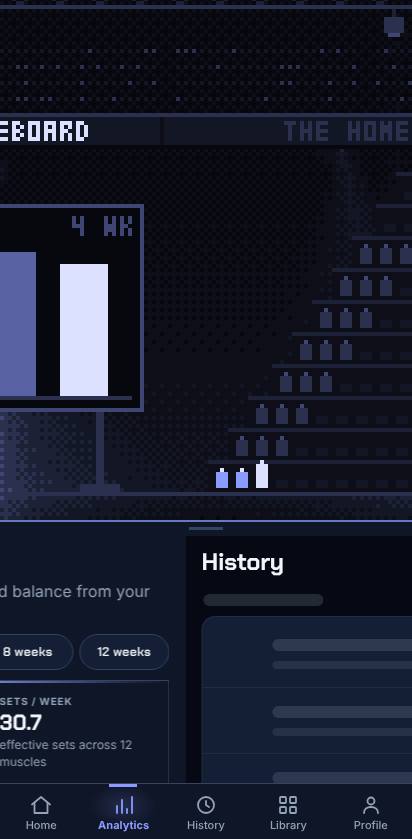 EBOARD
THE HOME
4 WK
d balance from your
8 weeks
12 weeks
SETS / WEEK
30.7
effective sets across 12
muscles
History
Home
Analytics
History
Library
Profile